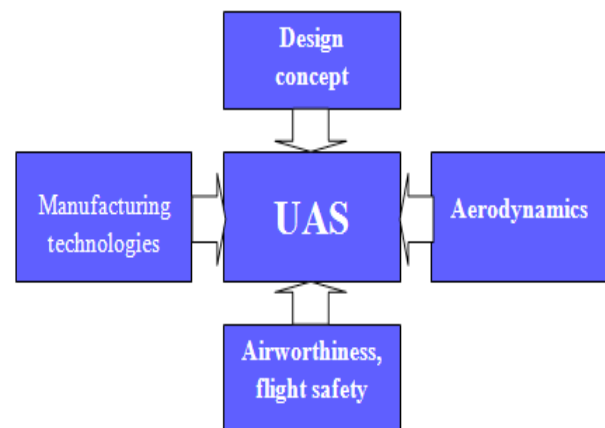 Design
concept
Manufacturing
technologies
UAS
Aerodynamics
Airworthiness,
flight safety